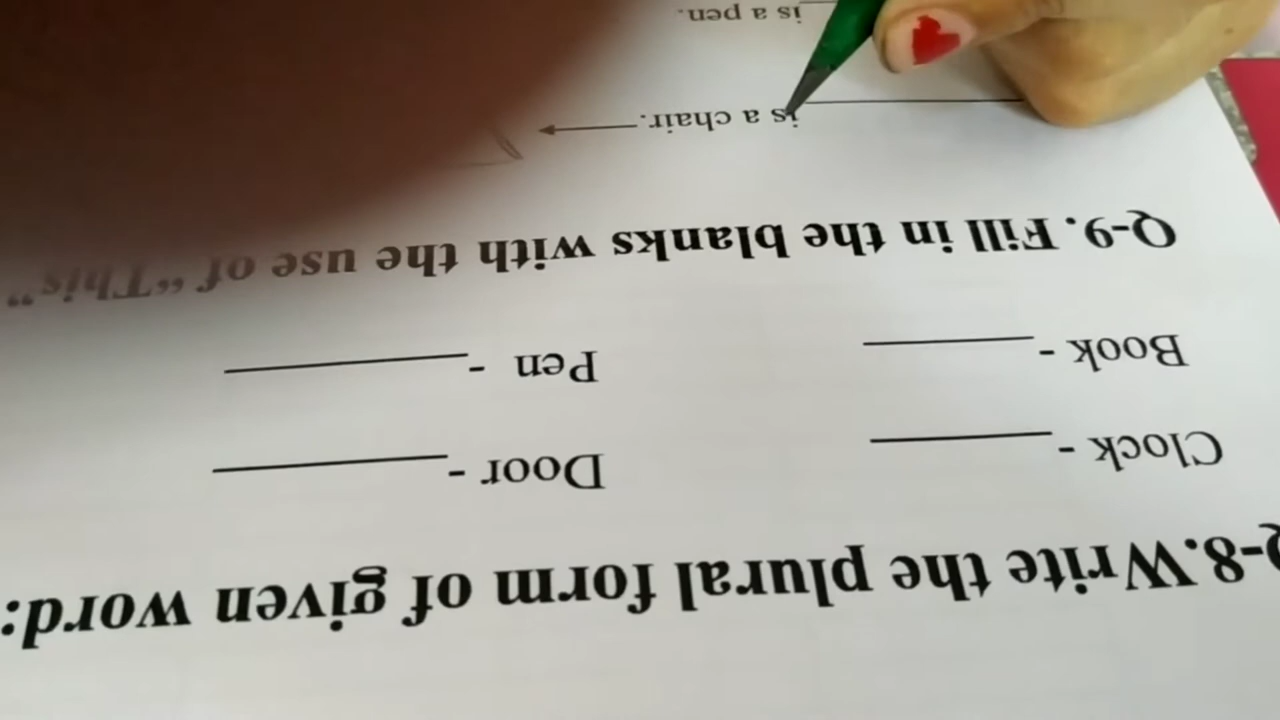 Q-8.Write the plural form of given word:
Clock - ________ Door - ________
Book - ________ Pen - ________
Q-9. Fill in the blanks with the use of “This”
________ is a chair.
________ is a pen.